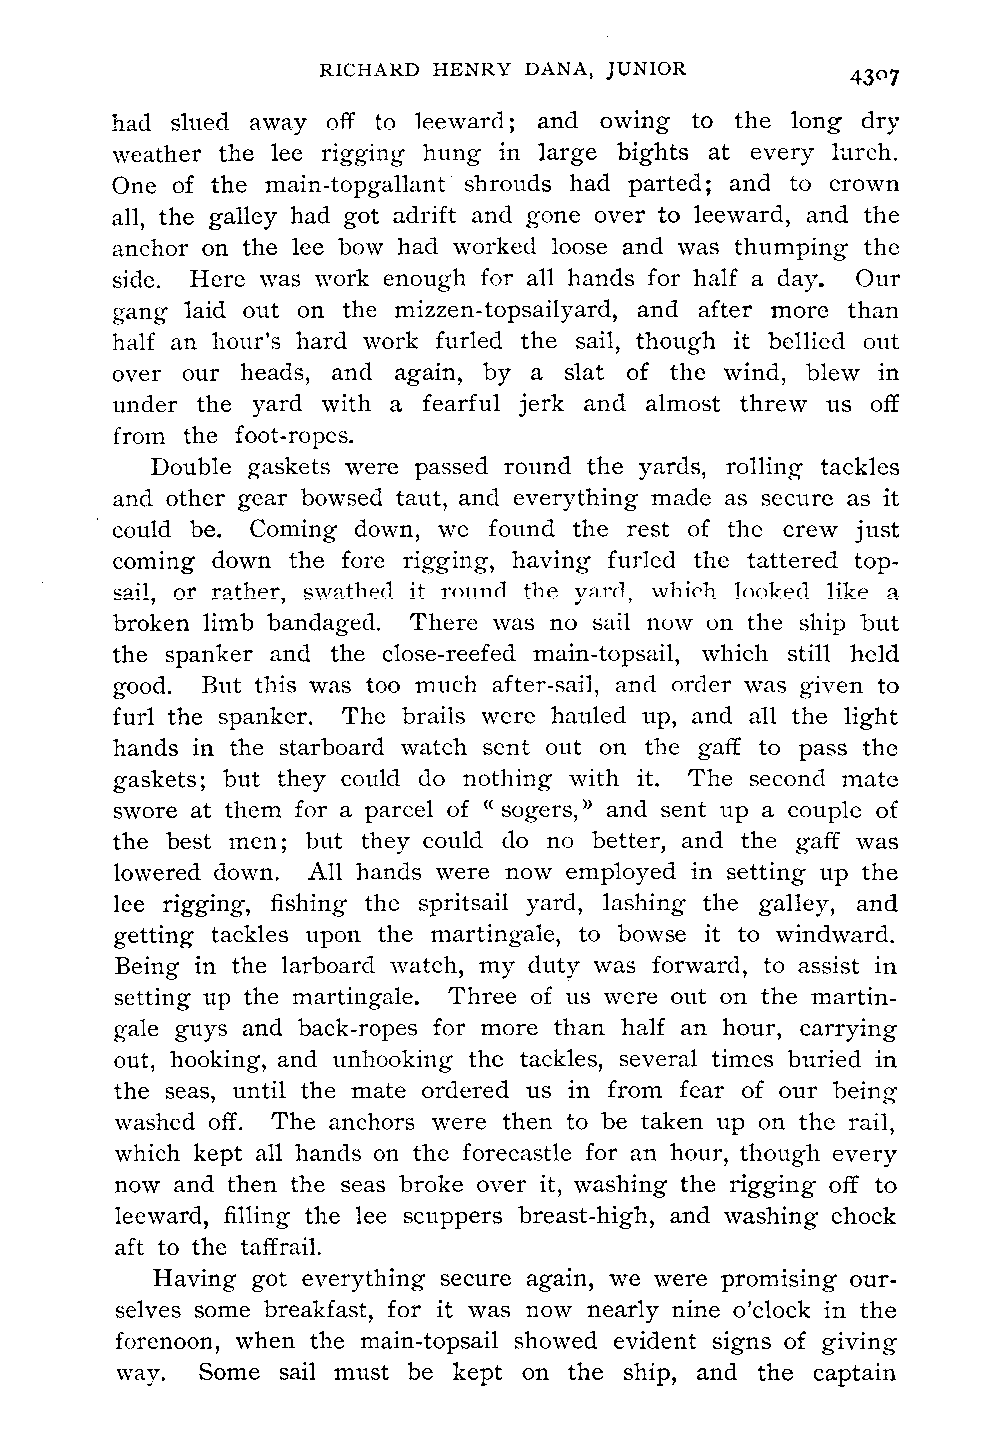 RICHARD HENRY DANA, JUNIOR
4307
had slued away off to leeward; and owing to the long dry
weather the lee rigging hung in large bights at every lurch.
One of the main-topgallant shrouds had parted; and to crown
all, the galley had got adrift and gone over to leeward, and the
anchor on the lee bow had worked loose and was thumping the
side. Here was work enough for all hands for half a day. Our
gang laid out on the mizzen-topsailyard, and after more than
half an hour's hard work furled the sail, though it bellied out
over our heads, and again, by a slat of the wind, blew in
under the yard with a fearful jerk and almost threw us off
from the foot-ropes.
Double gaskets were passed round the yards, rolling tackles
and other gear bowsed taut, and everything made as secure as it
could be. Coming down, we found the rest of the crew just
coming down the fore rigging, having furled the tattered top-
sail, or rather, swathed it round the yard, which looked like a
broken limb bandaged. There was no sail now on the ship but
the spanker and the close-reefed main-topsail, which still held
good. But this was too much after-sail, and order was given to
furl the spanker. The brails were hauled up, and all the light
hands in the starboard watch sent out on the gaff to pass the
gaskets; but they could do nothing with it. The second mate
swore at them for a parcel of "sogers," and sent up a couple of
the best men; but they could do no better, and the gaff was
lowered down. All hands were now employed in setting up the
lee rigging, fishing the spritsail yard, lashing the galley, and
getting tackles upon the martingale, to bowse it to windward.
Being in the larboard watch, my duty was forward, to assist in
setting up the martingale. Three of us were out on the martin-
gale guys and back-ropes for more than half an hour, carrying
out, hooking, and unhooking the tackles, several times buried in
the seas, until the mate ordered us in from fear of our being
washed off. The anchors were then to be taken up on the rail,
which kept all hands on the forecastle for an hour, though every
now and then the seas broke over it, washing the rigging off to
leeward, filling the lee scuppers breast-high, and washing chock
aft to the taffrail.
Having got everything secure again, we were promising our-
selves some breakfast, for it was now nearly nine o'clock in the
forenoon, when the main-topsail showed evident signs of giving
way. Some sail must be kept on the ship, and the captain